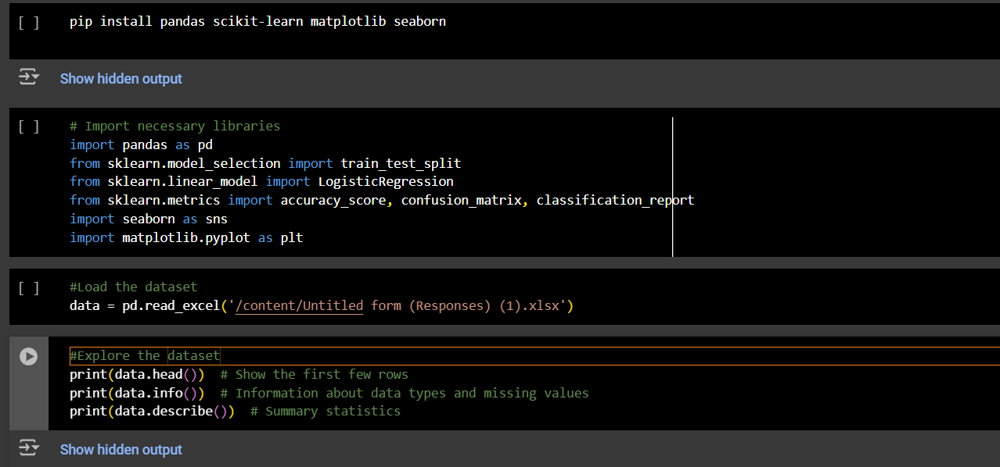 [ ] pip install pandas scikit-learn matplotlib seaborn
Show hidden output
[ ] # Import necessary libraries
import pandas as pd
from sklearn.model_selection import train_test_split
from sklearn.linear_model import LogisticRegression
from sklearn.metrics import accuracy_score, confusion_matrix, classification_report
import seaborn as sns
import matplotlib.pyplot as plt
[ ] #Load the dataset
data = pd.read_excel('/content/Untitled form (Responses) (1).xlsx')
#Explore the dataset
print(data.head())  # Show the first few rows
print(data.info())  # Information about data types and missing values
print(data.describe())  # Summary statistics
Show hidden output